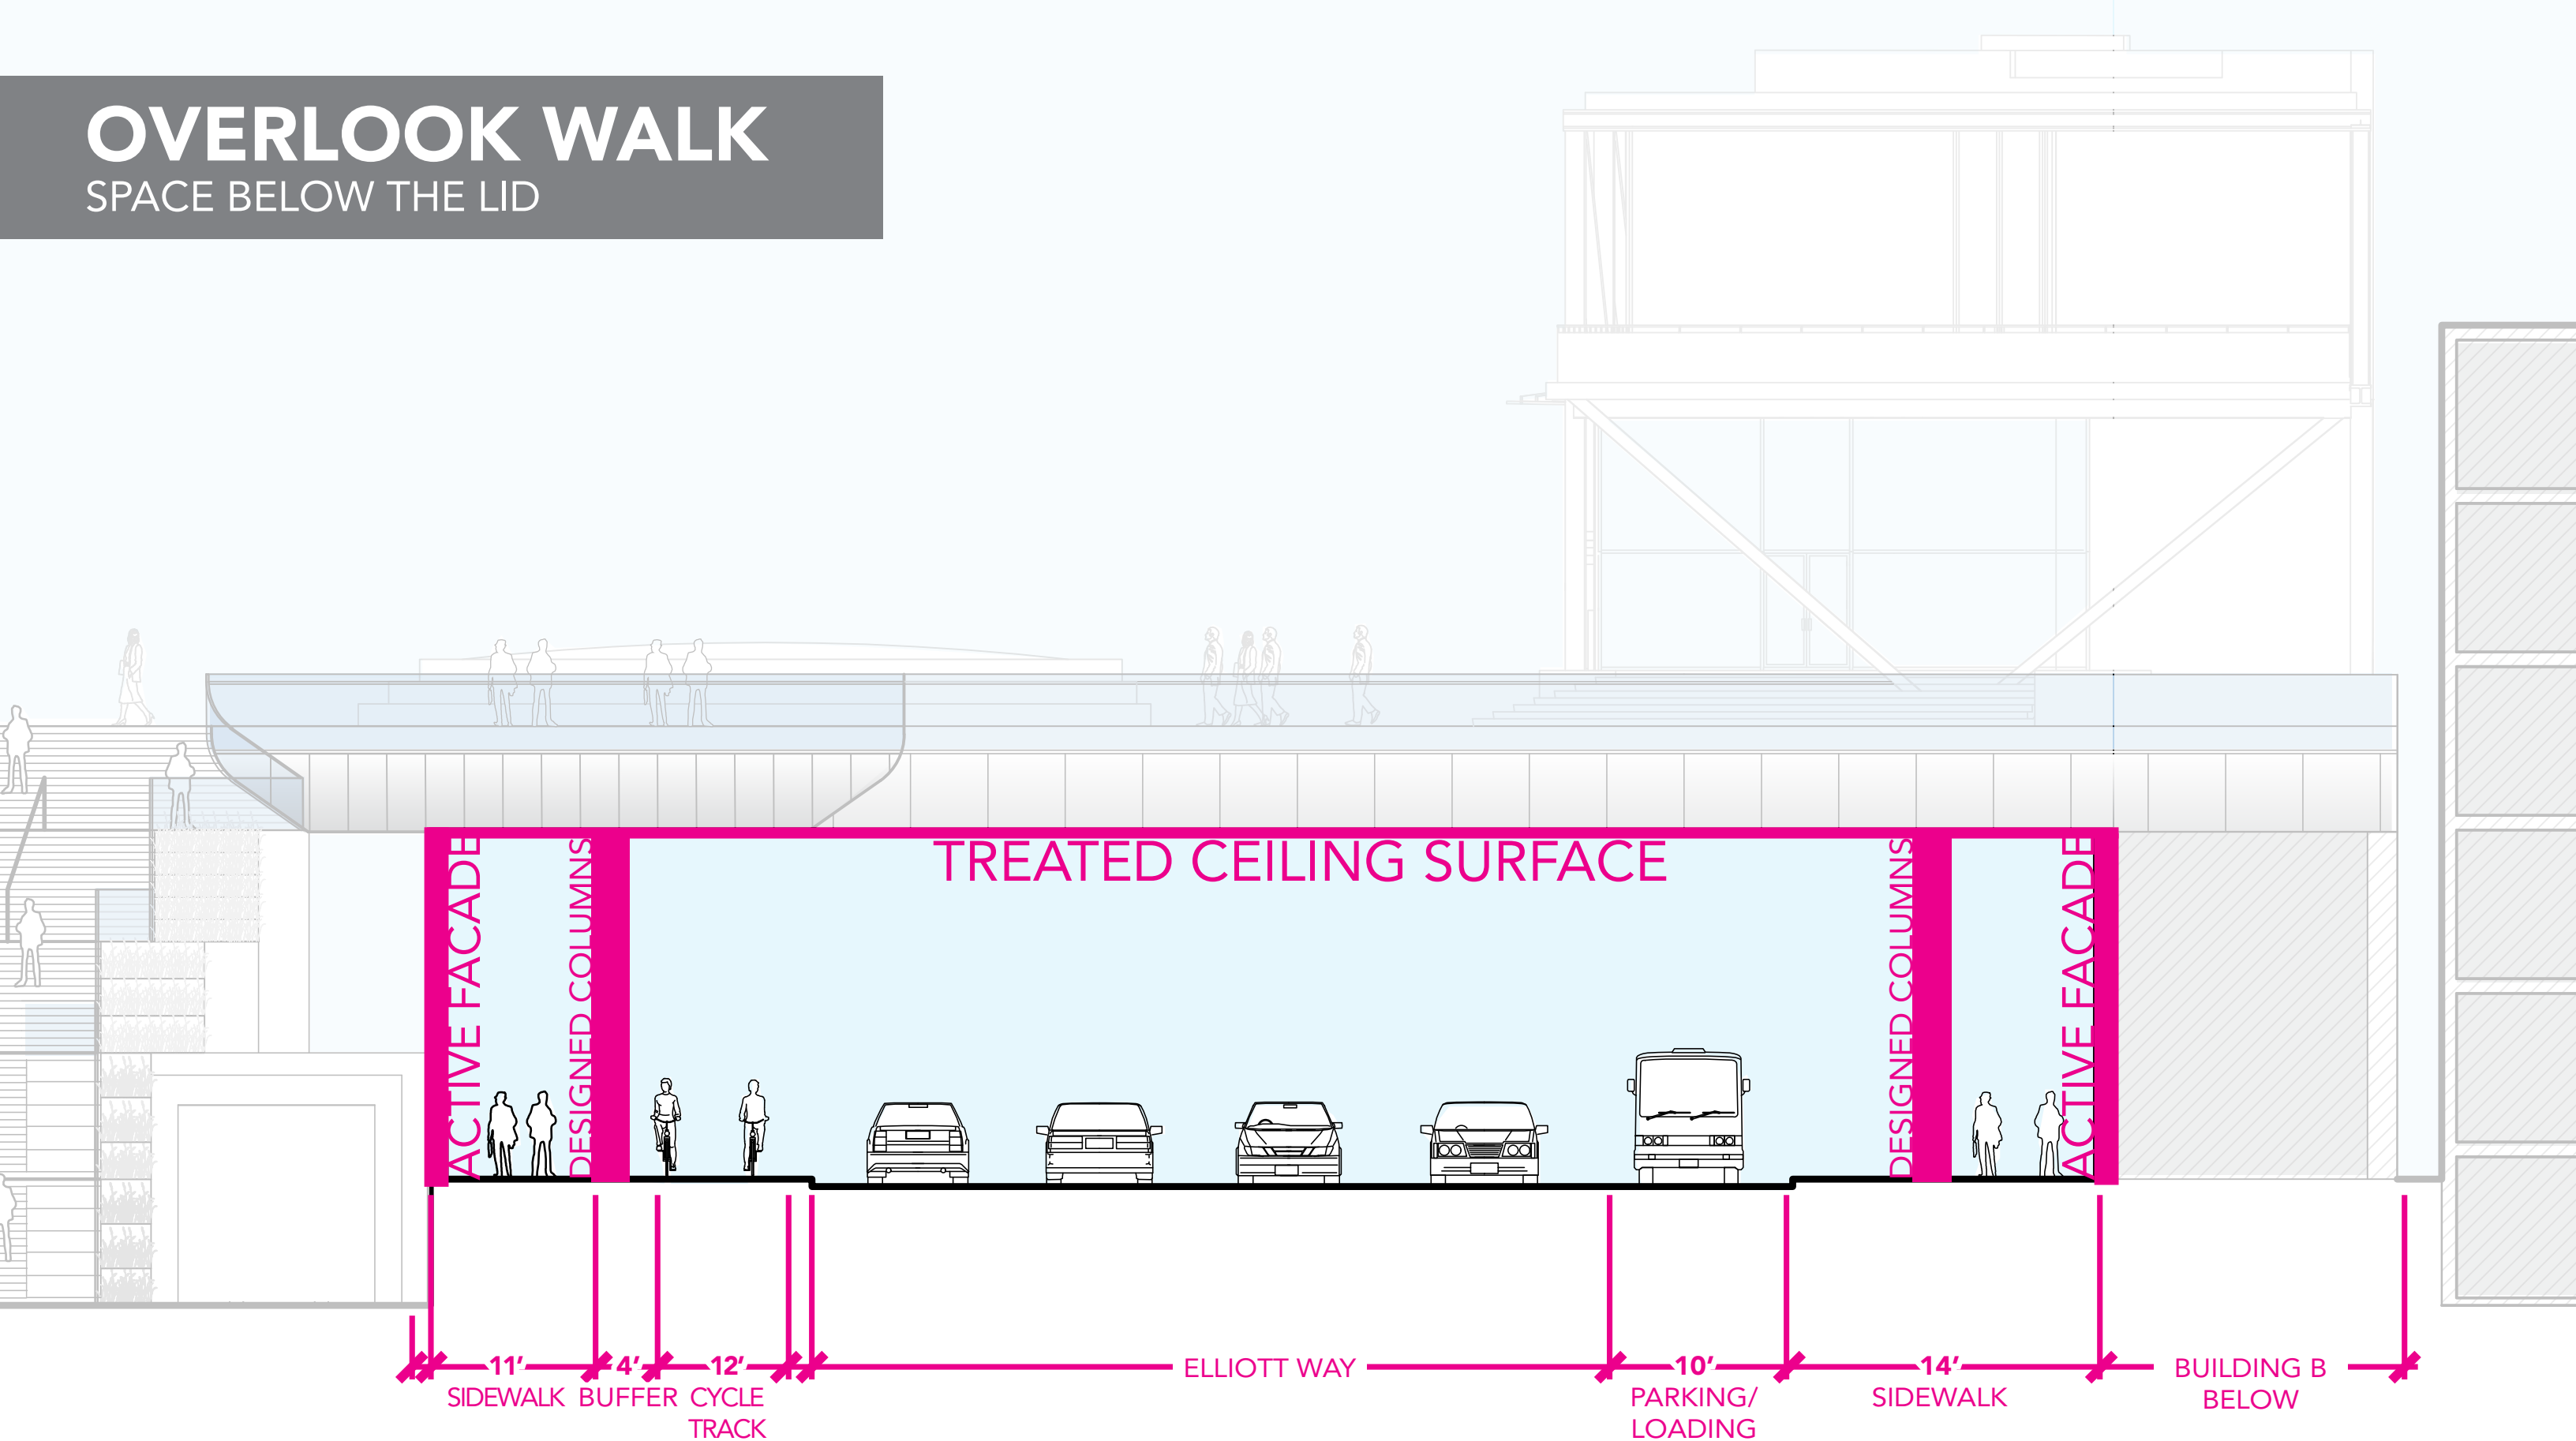 OVERLOOK WALK
SPACE BELOW THE LID
TREATED CEILING SURFACE
ACTIVE FACADE
DESIGNED COLUMNS
DESIGNED COLUMNS
ACTIVE FACADE
11’
SIDEWALK
4’
BUFFER
12’
CYCLE
TRACK
ELLIOTT WAY
10’
PARKING/
LOADING
14’
SIDEWALK
BUILDING B
BELOW